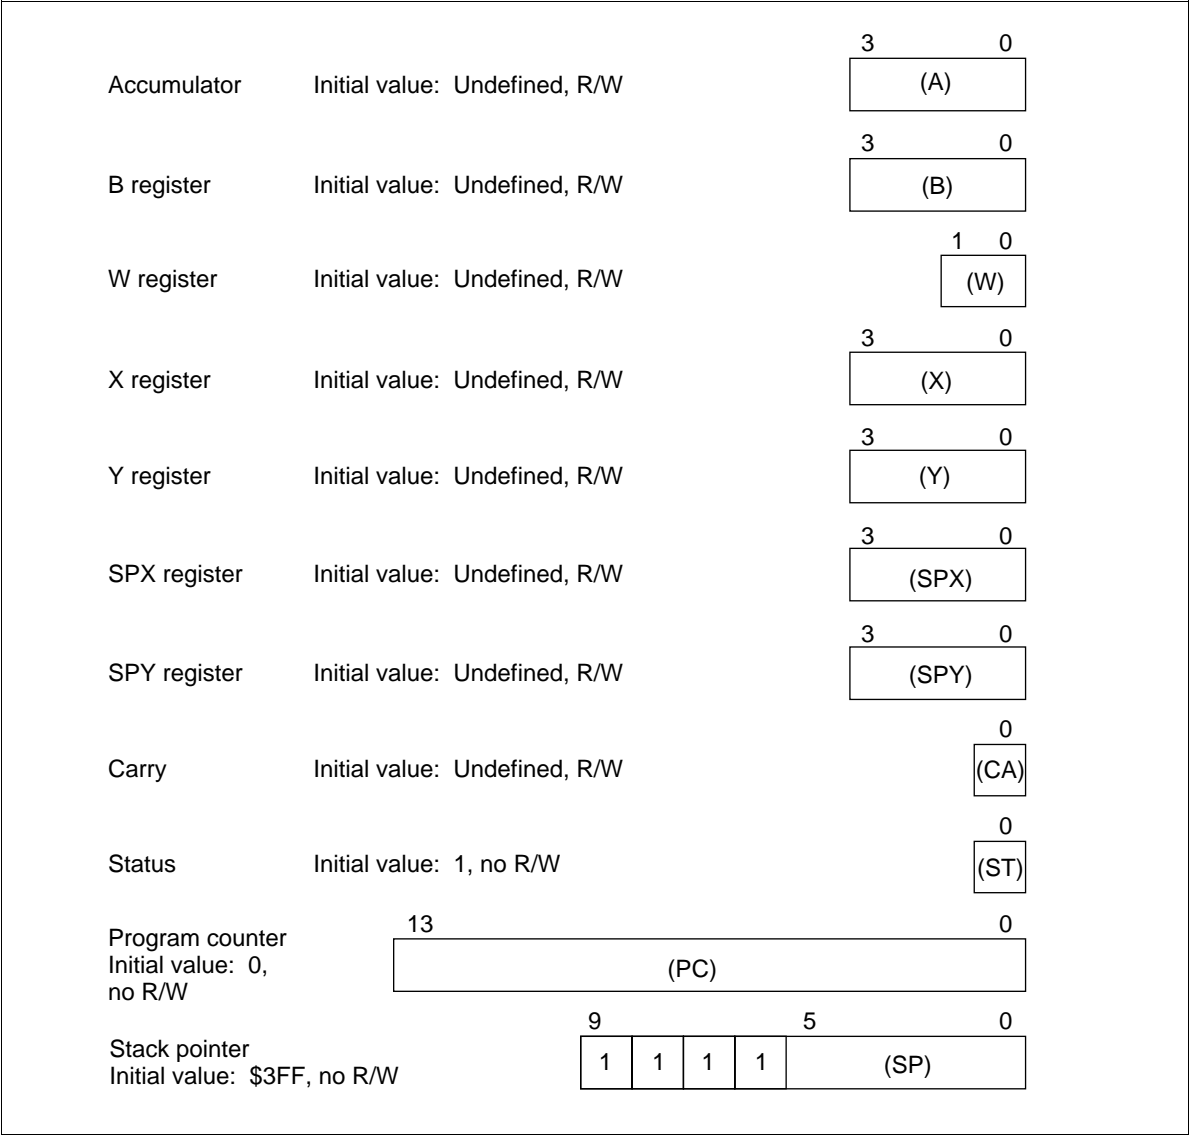 3 0
Accumulator Initial value: Undefined, R/W (A)
3 0
B register Initial value: Undefined, R/W (B)
1 0
W register Initial value: Undefined, R/W (W)
3 0
X register Initial value: Undefined, R/W (X)
3 0
Y register Initial value: Undefined, R/W (Y)
3 0
SPX register Initial value: Undefined, R/W (SPX)
3 0
SPY register Initial value: Undefined, R/W (SPY)
0
Carry Initial value: Undefined, R/W (CA)
0
Status Initial value: 1, no R/W (ST)
13 0
Program counter
Initial value: 0, (PC)
no R/W
9 5 0
Stack pointer
Initial value: $3FF, no R/W 1 1 1 1 (SP)